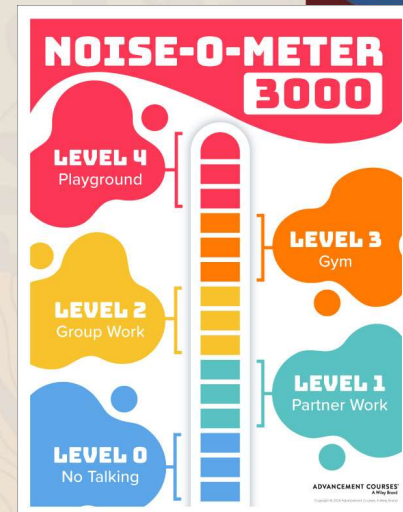 NOISE-O-METER
3000
LEVEL 4
Playground
LEVEL 3
Gym
LEVEL 2
Group Work
LEVEL 1
Partner Work
LEVEL 0
No Talking
ADVANCEMENT COURSES
A Wiley Brand